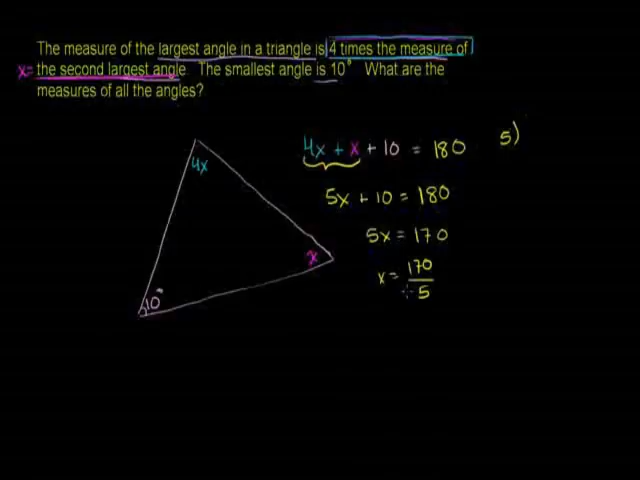 The measure of the largest angle in a triangle is 4 times the measure of
x= the second largest angle. The smallest angle is 10° What are the
measures of all the angles?
4x + x + 10 = 180 5)
4x
5x + 10 = 180
5x = 170
x
x = 170
5
10°